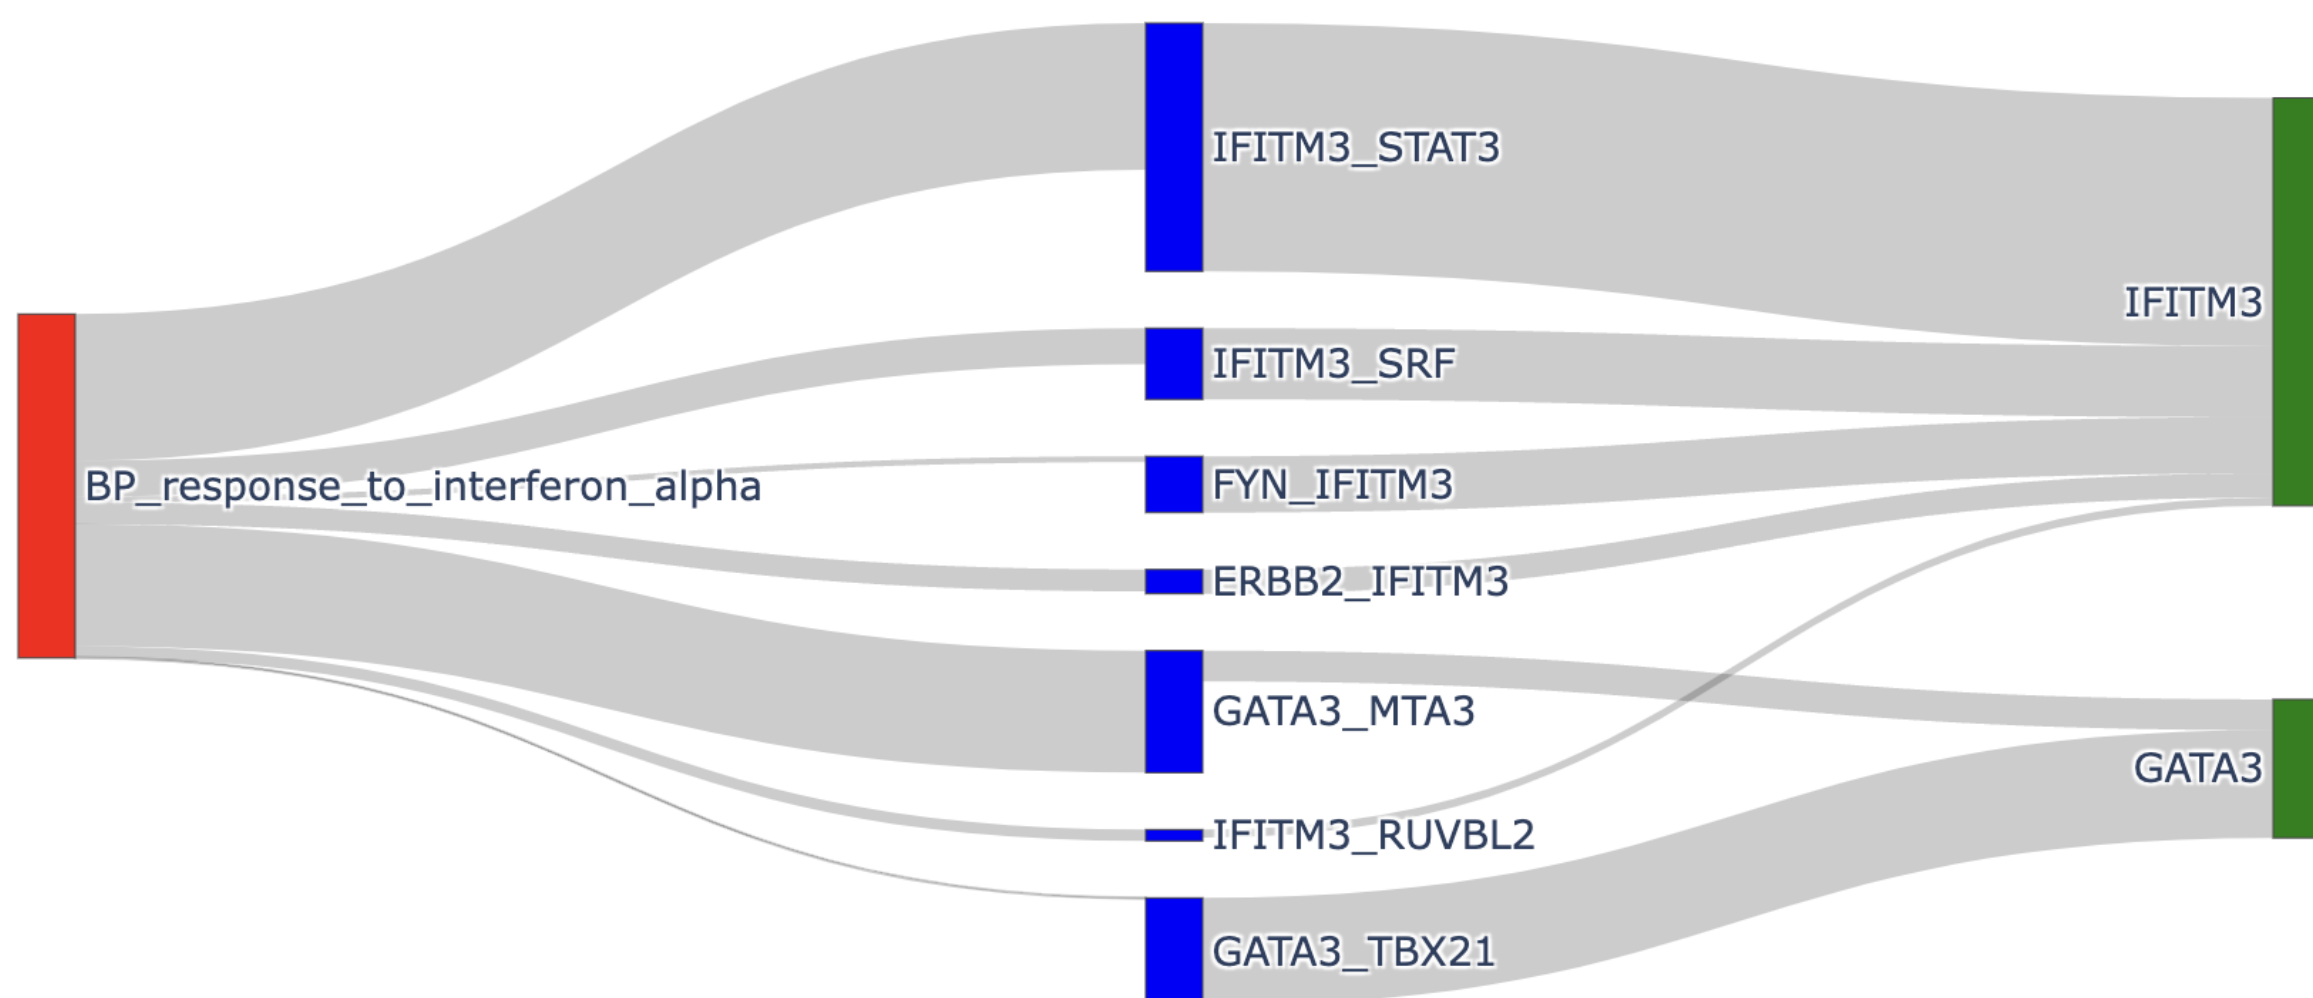 BP_response_to_interferon_alpha
IFITM3_STAT3
IFITM3_SRF
FYN_IFITM3
ERBB2_IFITM3
GATA3_MTA3
IFITM3_RUVBL2
GATA3_TBX21
IFITM3
GATA3